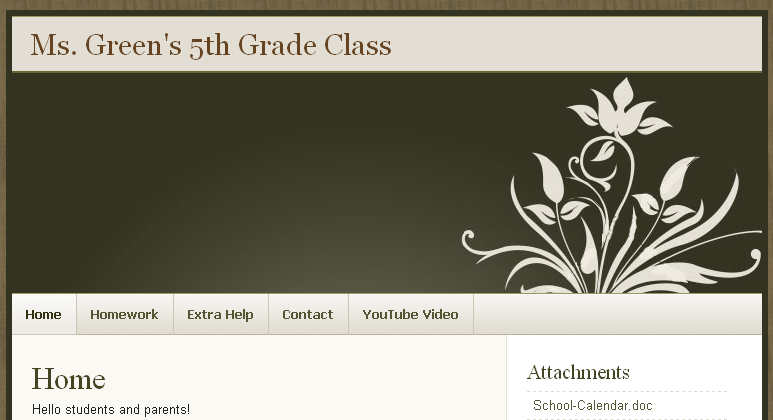 Ms. Green's 5th Grade Class
Home Homework Extra Help Contact YouTube Video
Home
Hello students and parents!
Attachments
School-Calendar.doc